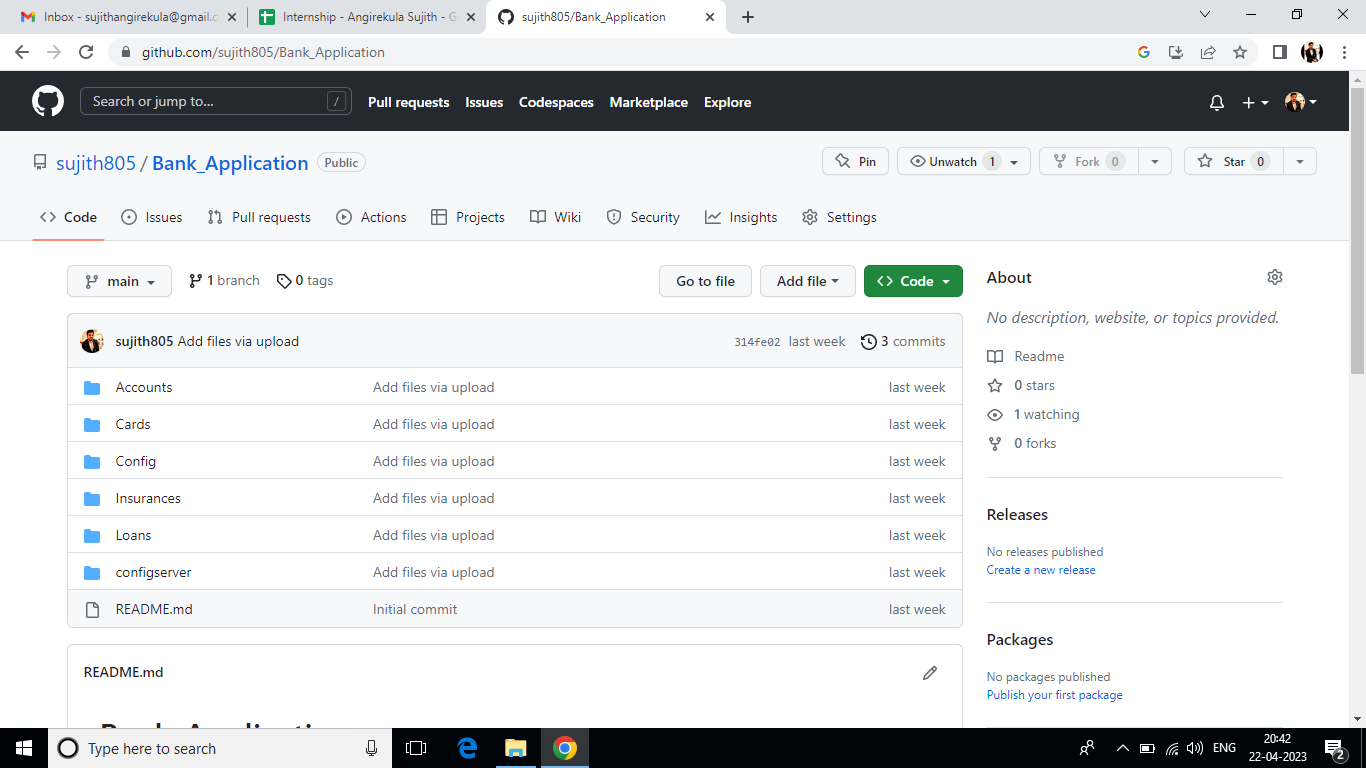 Inbox - sujithangirekula@gmail.c
Internship - Angirekula Sujith - G
sujith805/Bank_Application
github.com/sujith805/Bank_Application
Search or jump to... /
Pull requests Issues Codespaces Marketplace Explore
sujith805 / Bank_Application Public
Pin Unwatch 1 Fork 0 Star 0
Code Issues Pull requests Actions Projects Wiki Security Insights Settings
main 1 branch 0 tags Go to file Add file Code
sujith805 Add files via upload 314fe02 last week 3 commits
Accounts Add files via upload last week
Cards Add files via upload last week
Config Add files via upload last week
Insurances Add files via upload last week
Loans Add files via upload last week
configserver Add files via upload last week
README.md Initial commit last week
README.md
Bank_Application
About
No description, website, or topics provided.
Readme
0 stars
1 watching
0 forks
Releases
No releases published
Create a new release
Packages
No packages published
Publish your first package
Type here to search
ENG
20:42
22-04-2023
2